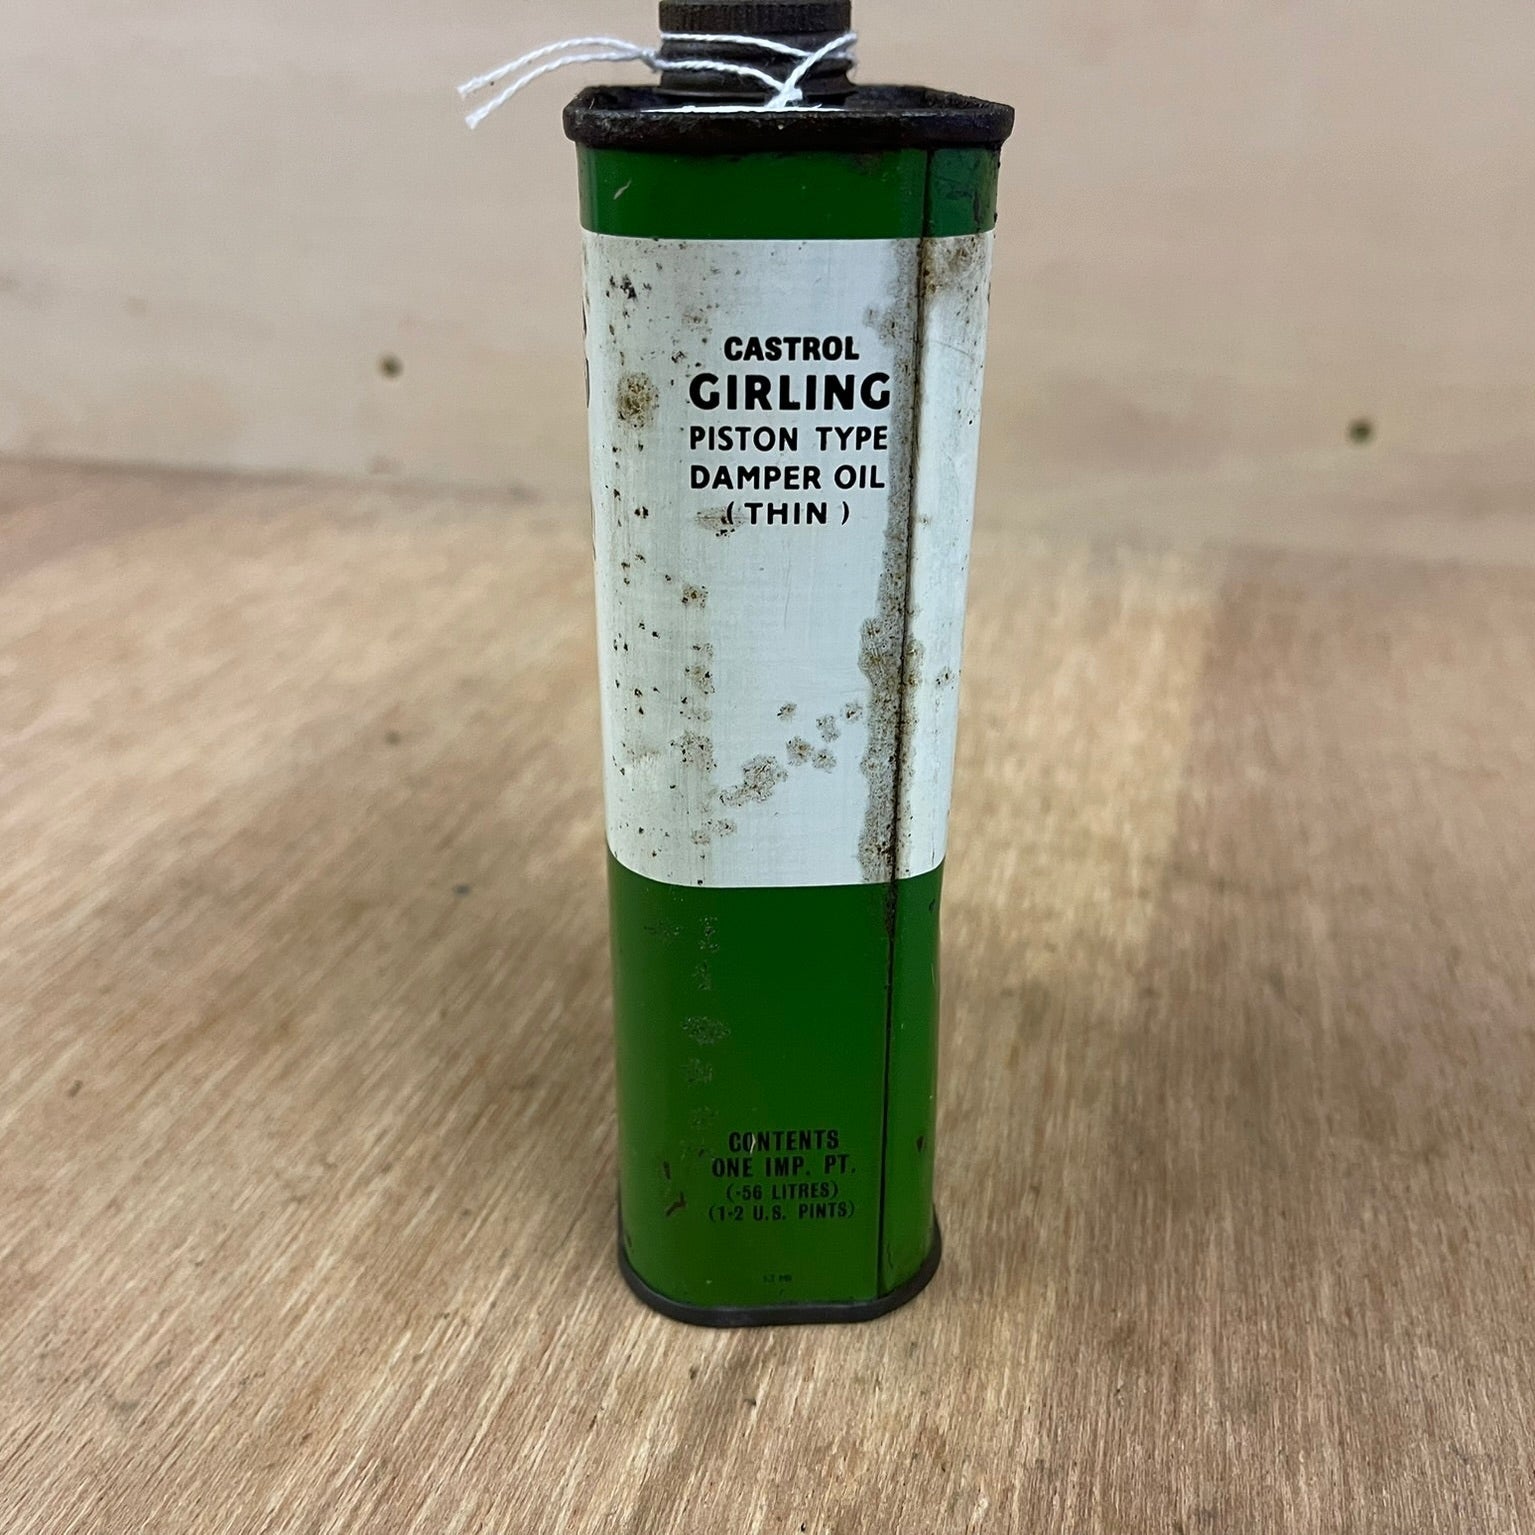 CASTROL
GIRLING
PISTON TYPE
DAMPER OIL
(THIN)
CONTENTS
ONE IMP. PT.
(·56 LITRES)
(1·2 U.S. PINTS)